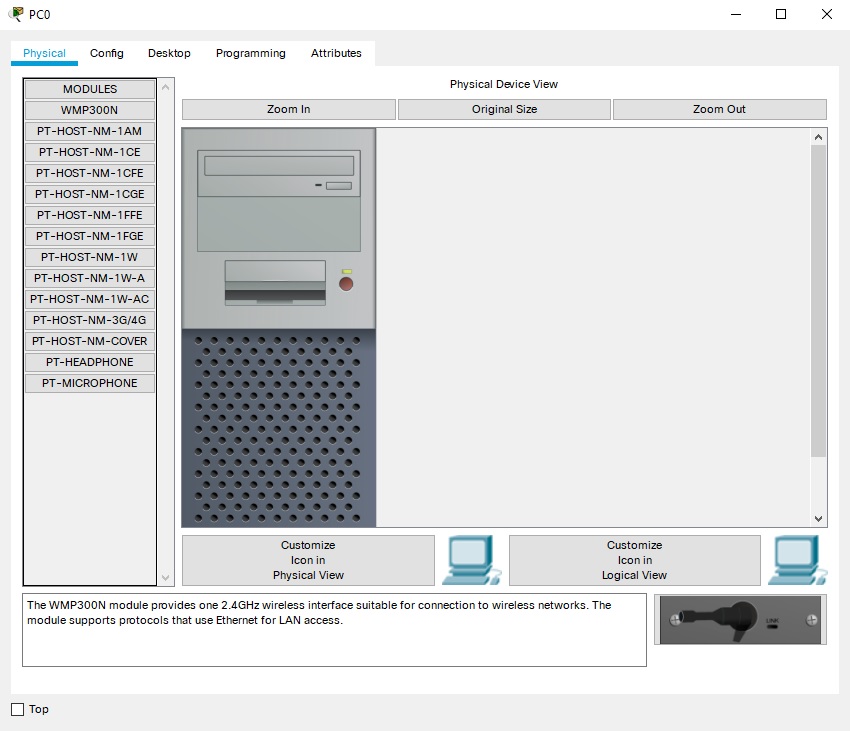 PC0
Physical
Config
Desktop
Programming
Attributes
MODULES
WMP300N
PT-HOST-NM-1AM
PT-HOST-NM-1CE
PT-HOST-NM-1CFE
PT-HOST-NM-1CGE
PT-HOST-NM-1FFE
PT-HOST-NM-1FGE
PT-HOST-NM-1W
PT-HOST-NM-1W-A
PT-HOST-NM-1W-AC
PT-HOST-NM-3G/4G
PT-HOST-NM-COVER
PT-HEADPHONE
PT-MICROPHONE
Physical Device View
Zoom In
Original Size
Zoom Out
Customize
Icon in
Physical View
Customize
Icon in
Logical View
The WMP300N module provides one 2.4GHz wireless interface suitable for connection to wireless networks. The
module supports protocols that use Ethernet for LAN access.
LINK
Top